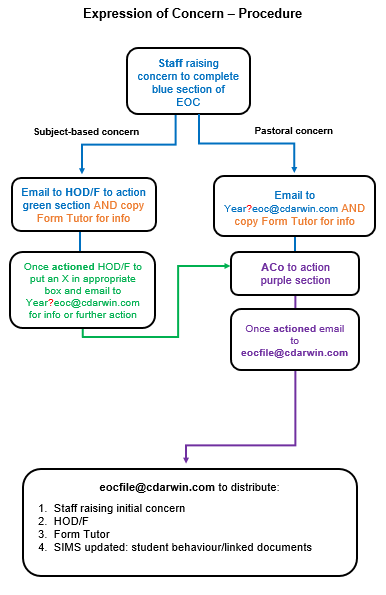 Expression of Concern – Procedure
Staff raising
concern to complete
blue section of
EOC
Subject-based concern
Pastoral concern
Email to HOD/F to action
green section AND copy
Form Tutor for info
Email to
Year?eoc@cdarwin.com AND
copy Form Tutor for info
Once actioned HOD/F to
put an X in appropriate
box and email to
Year?eoc@cdarwin.com
for info or further action
ACo to action
purple section
Once actioned email
to
eocfile@cdarwin.com
eocfile@cdarwin.com to distribute:
1. Staff raising initial concern
2. HOD/F
3. Form Tutor
4. SIMS updated: student behaviour/linked documents